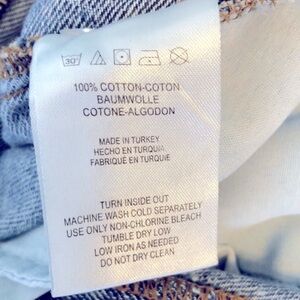 30°
100% COTTON-COTON
BAUMWOLLE
COTONE-ALGODON
MADE IN TURKEY
HECHO EN TURQUIA
FABRIQUÉ EN TURQUIE
TURN INSIDE OUT
MACHINE WASH COLD SEPARATELY
USE ONLY NON-CHLORINE BLEACH
TUMBLE DRY LOW
LOW IRON AS NEEDED
DO NOT DRY CLEAN